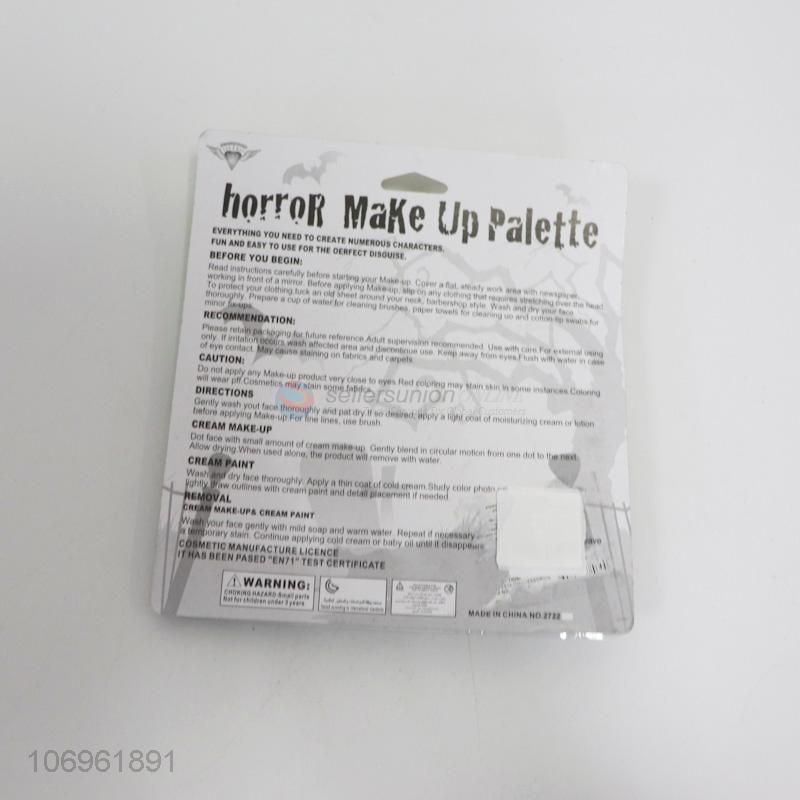 horroR Make Up Palette
EVERYTHING YOU NEED TO CREATE NUMEROUS CHARACTERS.
FUN AND EASY TO USE FOR THE OERFECT DISGUISE.
BEFORE YOU BEGIN:
Read instructions carefully before starting your Make-up. Cover a flat, steady work area with newspaper,
working in front of a mirror. Before applying Make-up, slip on any clothing that requires stretching over the head.
To protect your clothing,tuck an old sheet around your neck, barbershop style. Wash and dry your face
thoroughly. Prepare a cup of water for cleaning brushes, paper towels for cleaning up and cotton-tip swabs for
minor fix-ups.
RECOMMENDATION:
Please retain packaging for future reference.Adult supervision recommended. Use with care.For external using
only. If irritation occurs,wash affected area and discontinue use. Keep away from eyes.Flush with water in case
of eye contact. May cause staining on fabrics and carpets.
CAUTION:
Do not apply any Make-up product very close to eyes.Red coloring may stain skin in some instances.Coloring
will wear pff.Cosmetics may stain some fabrics.
sellersunion ONLINE
DIRECTIONS
Gently wash yout face thoroughly and pat dry.If so desired, apply a light coat of moisturizing cream or lotion
before applying Make-up.For fine lines, use brush.
CREAM MAKE-UP
Dot face with small amount of cream make-up. Gently blend in circular motion from one dot to the next.
Allow drying.When used alone, the product will remove with water.
CREAM PAINT
Wash and dry face thoroughly. Apply a thin coat of cold cream.Study color photo
lightly draw outlines with cream paint and detail placement if needed.
REMOVAL
CREAM MAKE-UP& CREAM PAINT
Wash your face gently with mild soap and warm water. Repeat if necessary
a temporary stain. Continue applying cold cream or baby oil until it disappears
COSMETIC MANUFACTURE LICENCE
IT HAS BEEN PASED "EN71" TEST CERTIFICATE
WARNING:
CHOKING HAZARD-Small parts
Not for children under 3 years.
MADE IN CHINA NO.2722
106961891